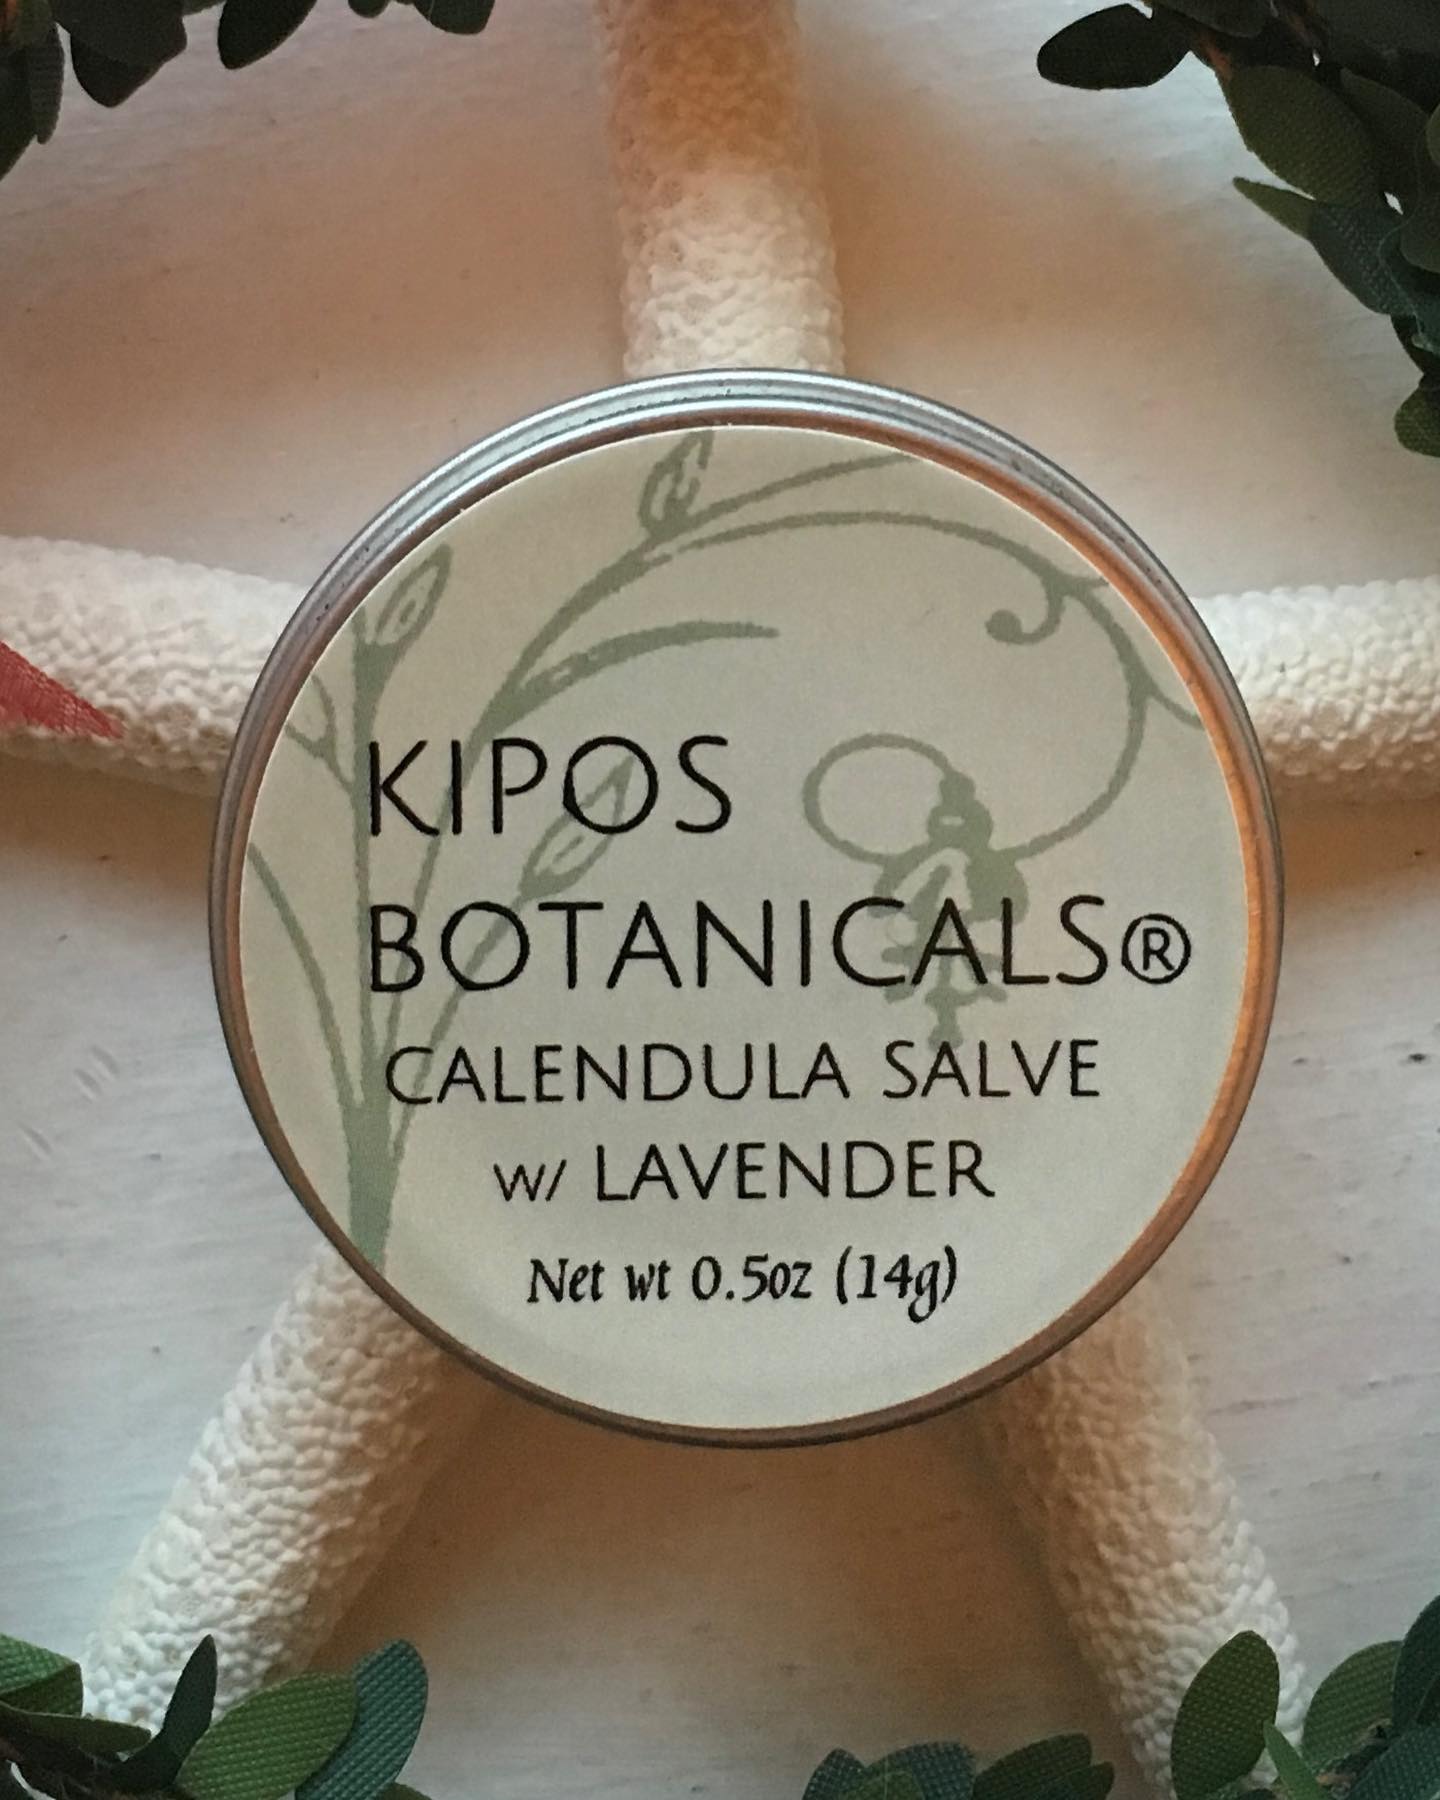 KIPOS
BOTANICALS®
CALENDULA SALVE
W/ LAVENDER
Net wt 0.5oz (14g)